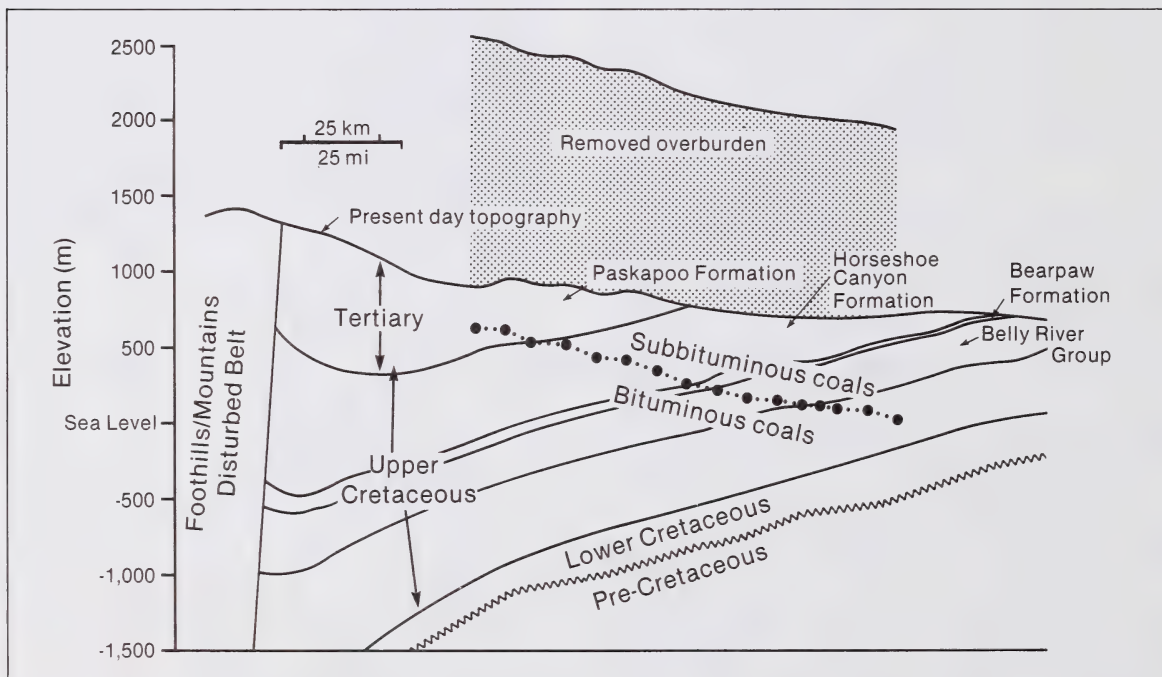 2500
2000
1500
1000
500
Sea Level
-500
-1,000
-1,500
Elevation (m)
25 km
25 mi
Removed overburden
Present day topography
Paskapoo Formation
Horseshoe
Canyon
Formation
Bearpaw
Formation
Belly River
Group
Tertiary
Subbituminous coals
Bituminous coals
Foothills/Mountains
Disturbed Belt
Upper
Cretaceous
Lower Cretaceous
Pre-Cretaceous